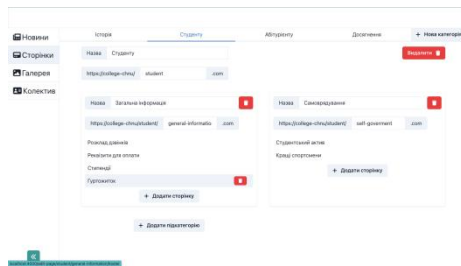 Новини
Історія
Студенту
Абітурієнту
Досягнення
+ Нова категорія
Сторінки
Назва
Студенту
Видалити
Галерея
https://college-chnu/
student
.com
Колектив
Назва
Загальна інформація
Назва
Самоврядування
https://college-chnu/student/
general-informatio
.com
https://college-chnu/student/
self-goverment
.com
Розклад дзвінків
Студентський актив
Реквізити для оплати
Кращі спортсмени
Стипендії
+ Додати сторінку
Гуртожиток
+ Додати сторінку
+ Додати підкатегорію